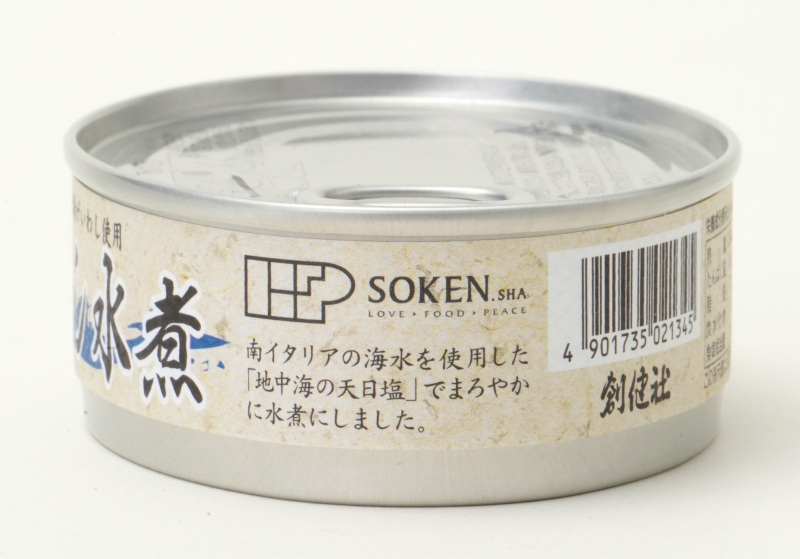 いわし使用
水煮
SOKEN.SHA
LOVE・FOOD・PEACE
南イタリアの海水を使用した
「地中海の天日塩」でまろやか
に水煮にしました。
4 901735 021345
創健社